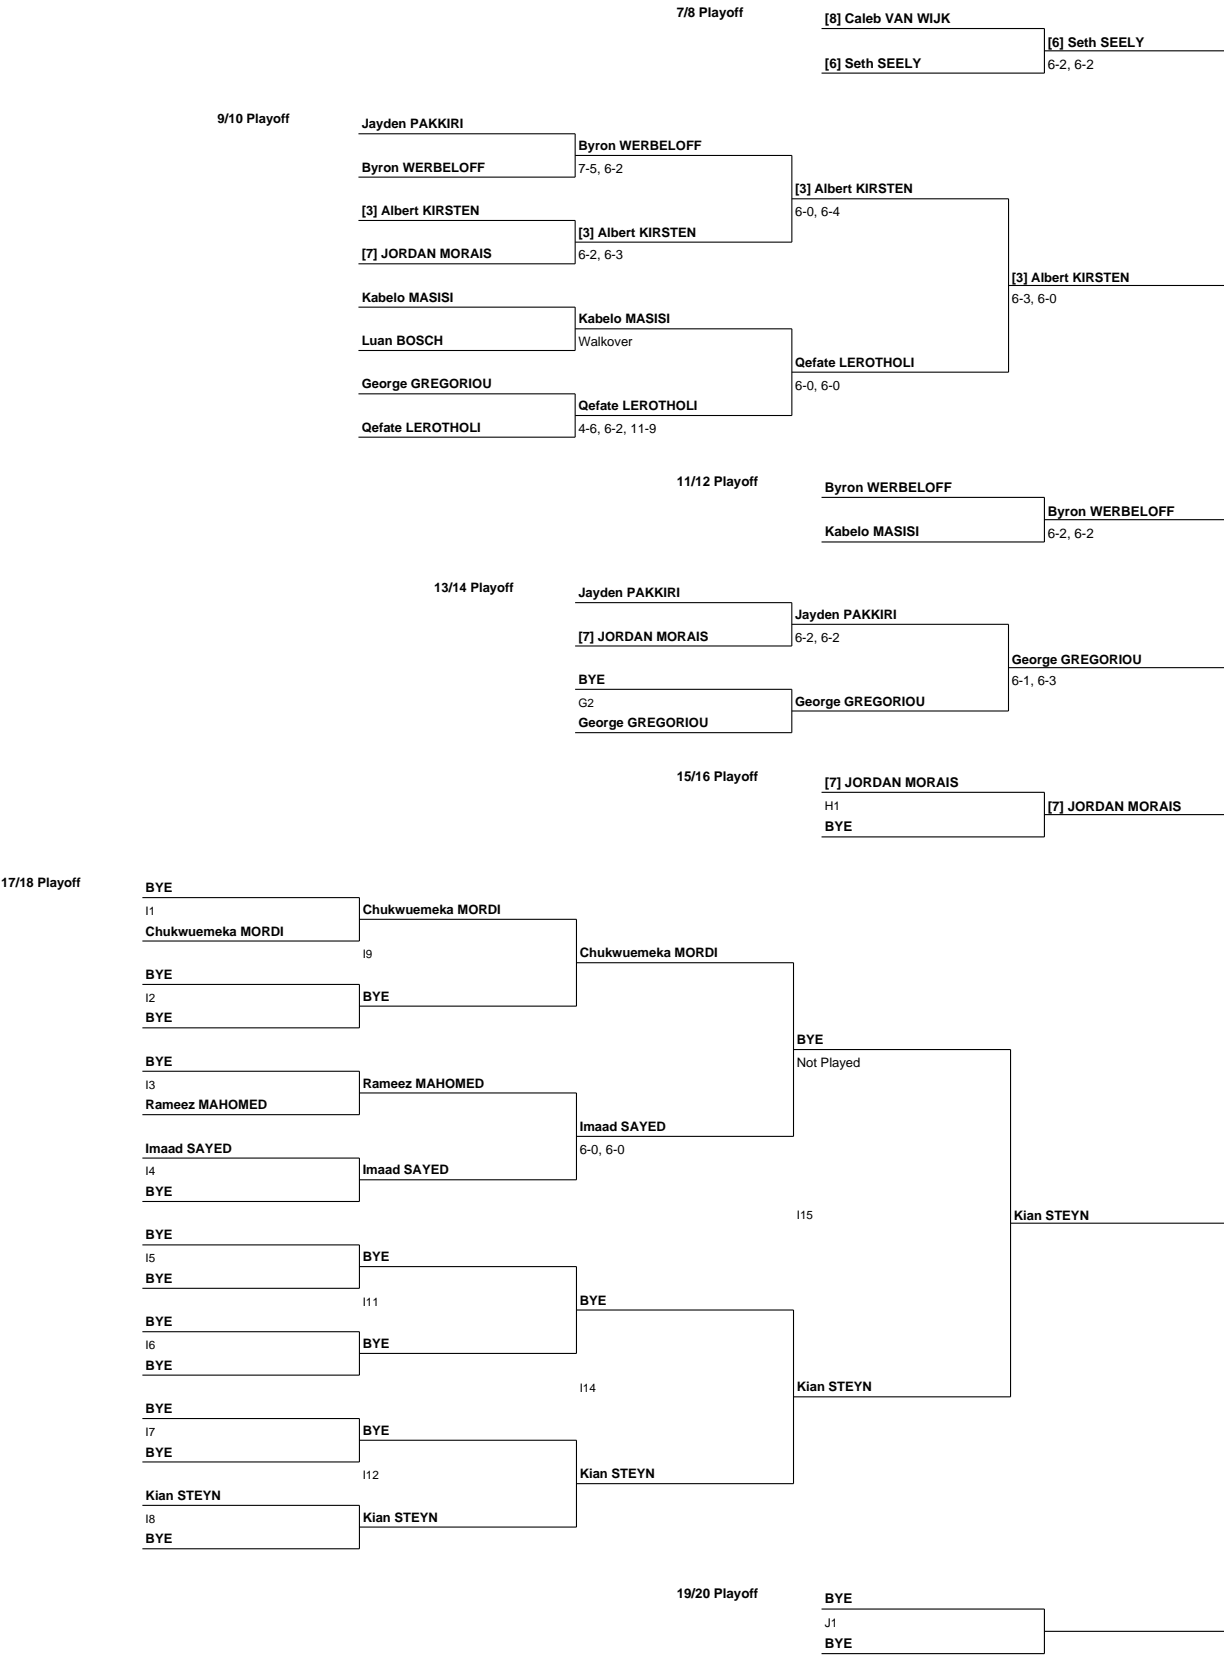 7/8 Playoff
[8] Caleb VAN WIJK
[6] Seth SEELY
[6] Seth SEELY
6-2, 6-2
9/10 Playoff
Jayden PAKKIRI
Byron WERBELOFF
Byron WERBELOFF
7-5, 6-2
[3] Albert KIRSTEN
[3] Albert KIRSTEN
6-0, 6-4
[3] Albert KIRSTEN
[7] JORDAN MORAIS
6-2, 6-3
[3] Albert KIRSTEN
6-3, 6-0
Kabelo MASISI
Kabelo MASISI
Luan BOSCH
Walkover
Qefate LEROTHOLI
6-0, 6-0
George GREGORIOU
Qefate LEROTHOLI
Qefate LEROTHOLI
4-6, 6-2, 11-9
11/12 Playoff
Byron WERBELOFF
Byron WERBELOFF
Kabelo MASISI
6-2, 6-2
13/14 Playoff
Jayden PAKKIRI
Jayden PAKKIRI
[7] JORDAN MORAIS
6-2, 6-2
George GREGORIOU
6-1, 6-3
BYE
G2
George GREGORIOU
George GREGORIOU
15/16 Playoff
[7] JORDAN MORAIS
H1
[7] JORDAN MORAIS
BYE
17/18 Playoff
BYE
I1
Chukwuemeka MORDI
Chukwuemeka MORDI
I9
Chukwuemeka MORDI
BYE
I2
BYE
BYE
BYE
Not Played
BYE
I3
Rameez MAHOMED
Rameez MAHOMED
Imaad SAYED
6-0, 6-0
Imaad SAYED
I4
Imaad SAYED
BYE
I15
Kian STEYN
BYE
I5
BYE
BYE
I11
BYE
BYE
I6
BYE
BYE
I14
Kian STEYN
BYE
I7
BYE
BYE
I12
Kian STEYN
Kian STEYN
I8
Kian STEYN
BYE
19/20 Playoff
BYE
J1
BYE